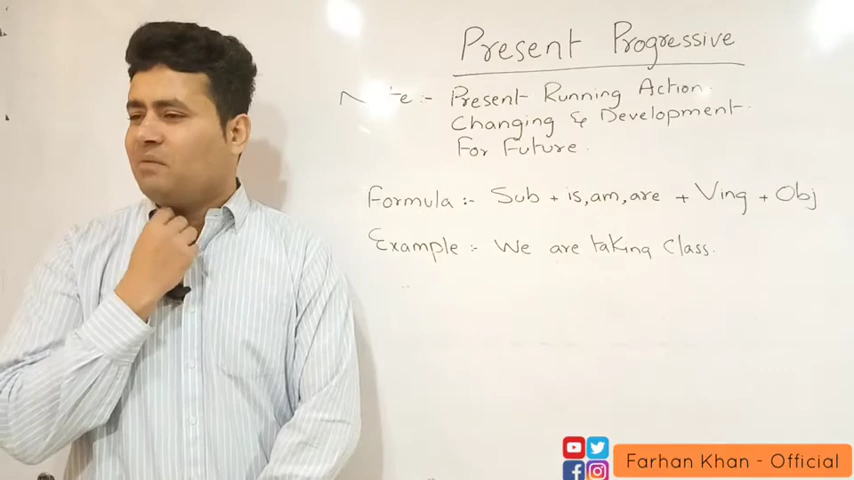 Present Progressive
Note :- Present Running Action.
Changing & Development.
For Future.
Formula :- Sub + is, am, are + Ving + Obj
Example :- We are taking Class.
Farhan Khan - Official